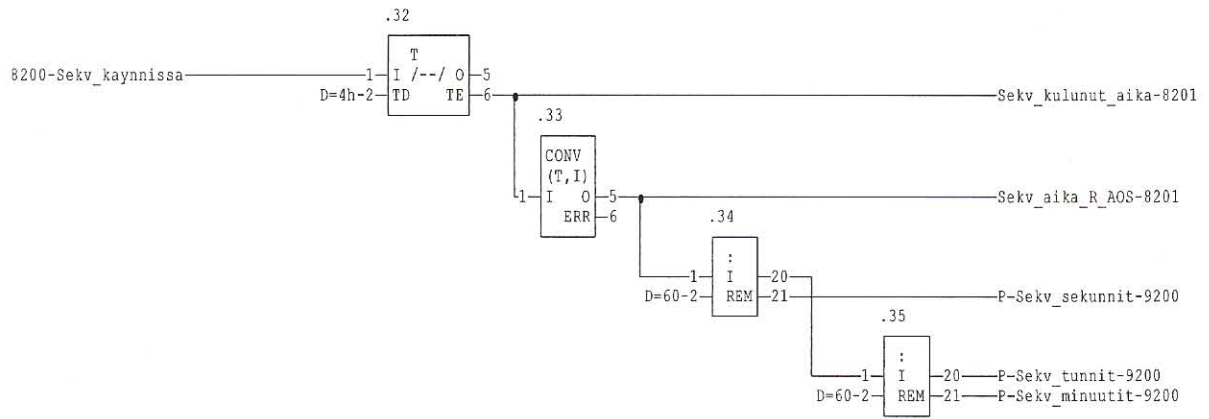 .32
T
8200-Sekv_kaynnissa 1 I /--/ O 5
D=4h-2 TD TE 6 Sekv_kulunut_aika-8201
.33
CONV
(T,I)
1 I O 5 Sekv_aika_R_AOS-8201
ERR 6
.34
:
1 I 20
D=60-2 REM 21 P-Sekv_sekunnit-9200
.35
:
1 I 20 P-Sekv_tunnit-9200
D=60-2 REM 21 P-Sekv_minuutit-9200